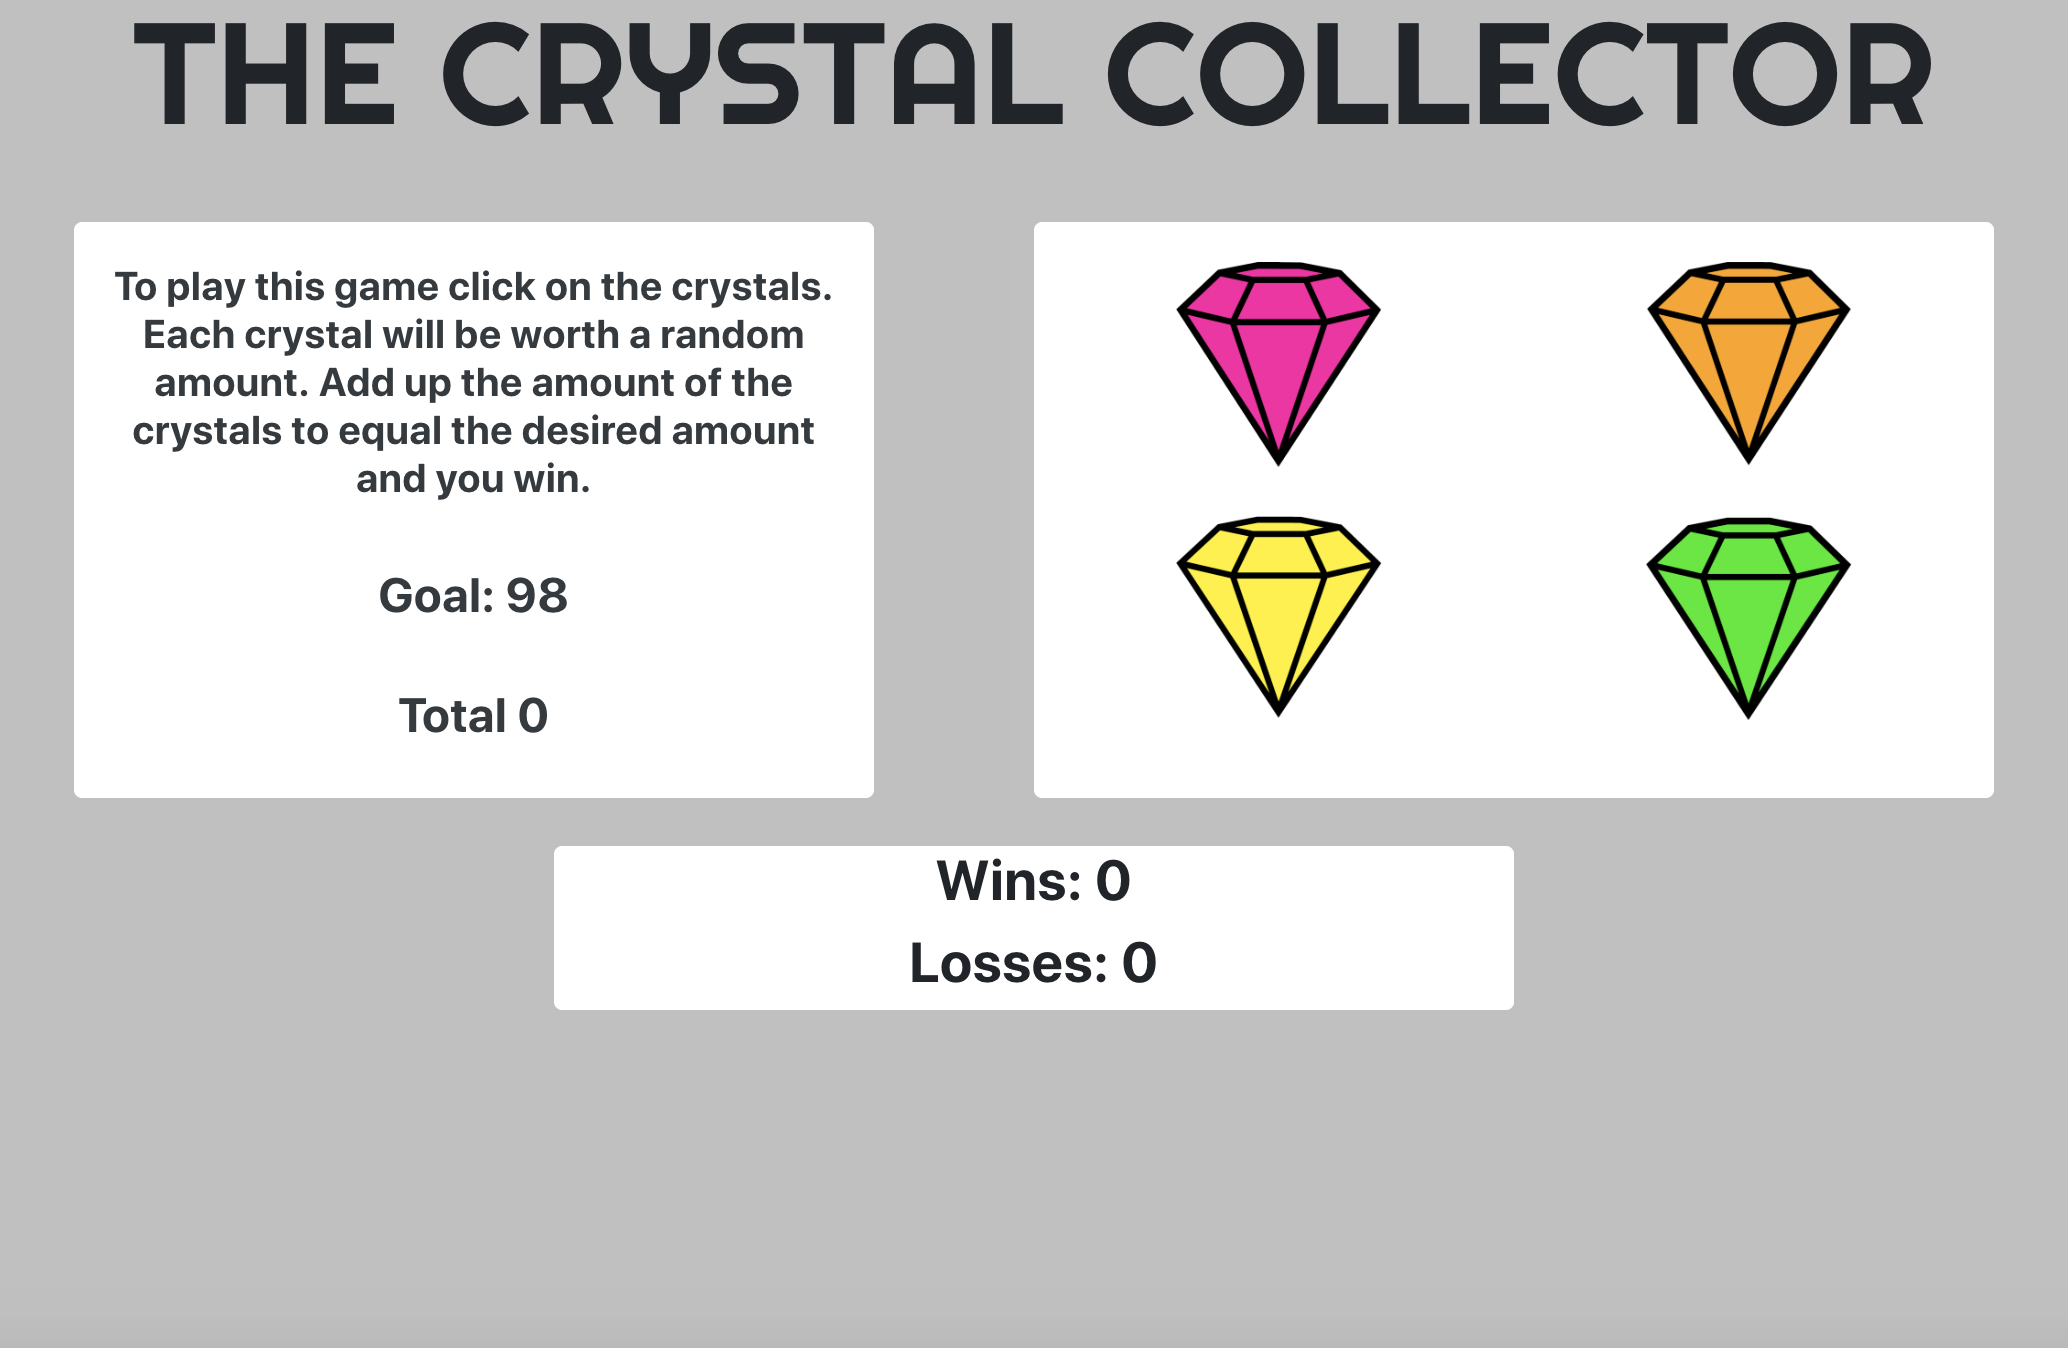 THE CRYSTAL COLLECTOR
To play this game click on the crystals.
Each crystal will be worth a random
amount. Add up the amount of the
crystals to equal the desired amount
and you win.
Goal: 98
Total 0
Wins: 0
Losses: 0